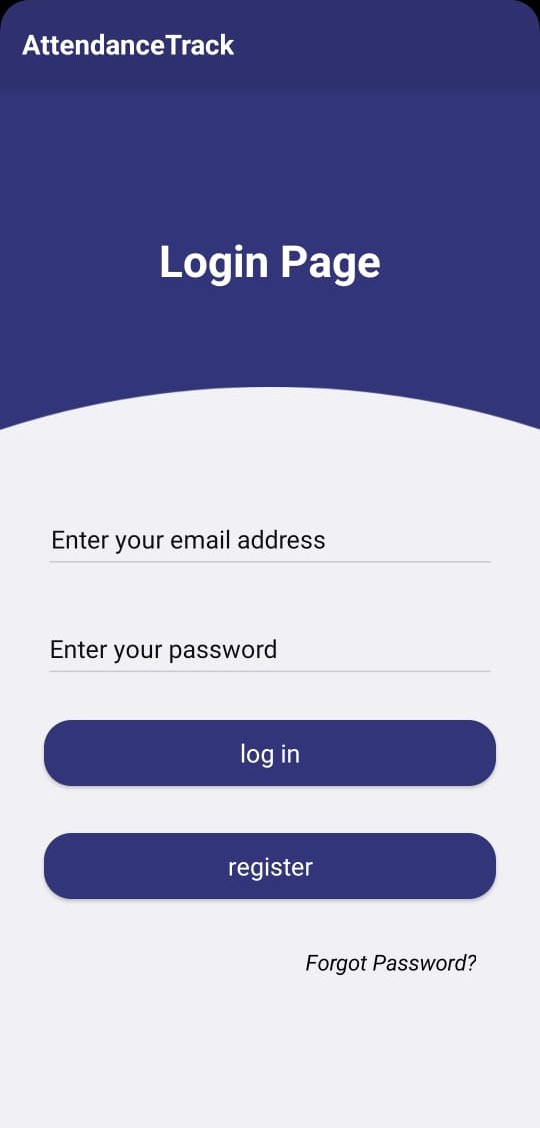 AttendanceTrack
Login Page
Enter your email address
Enter your password
log in
register
Forgot Password?